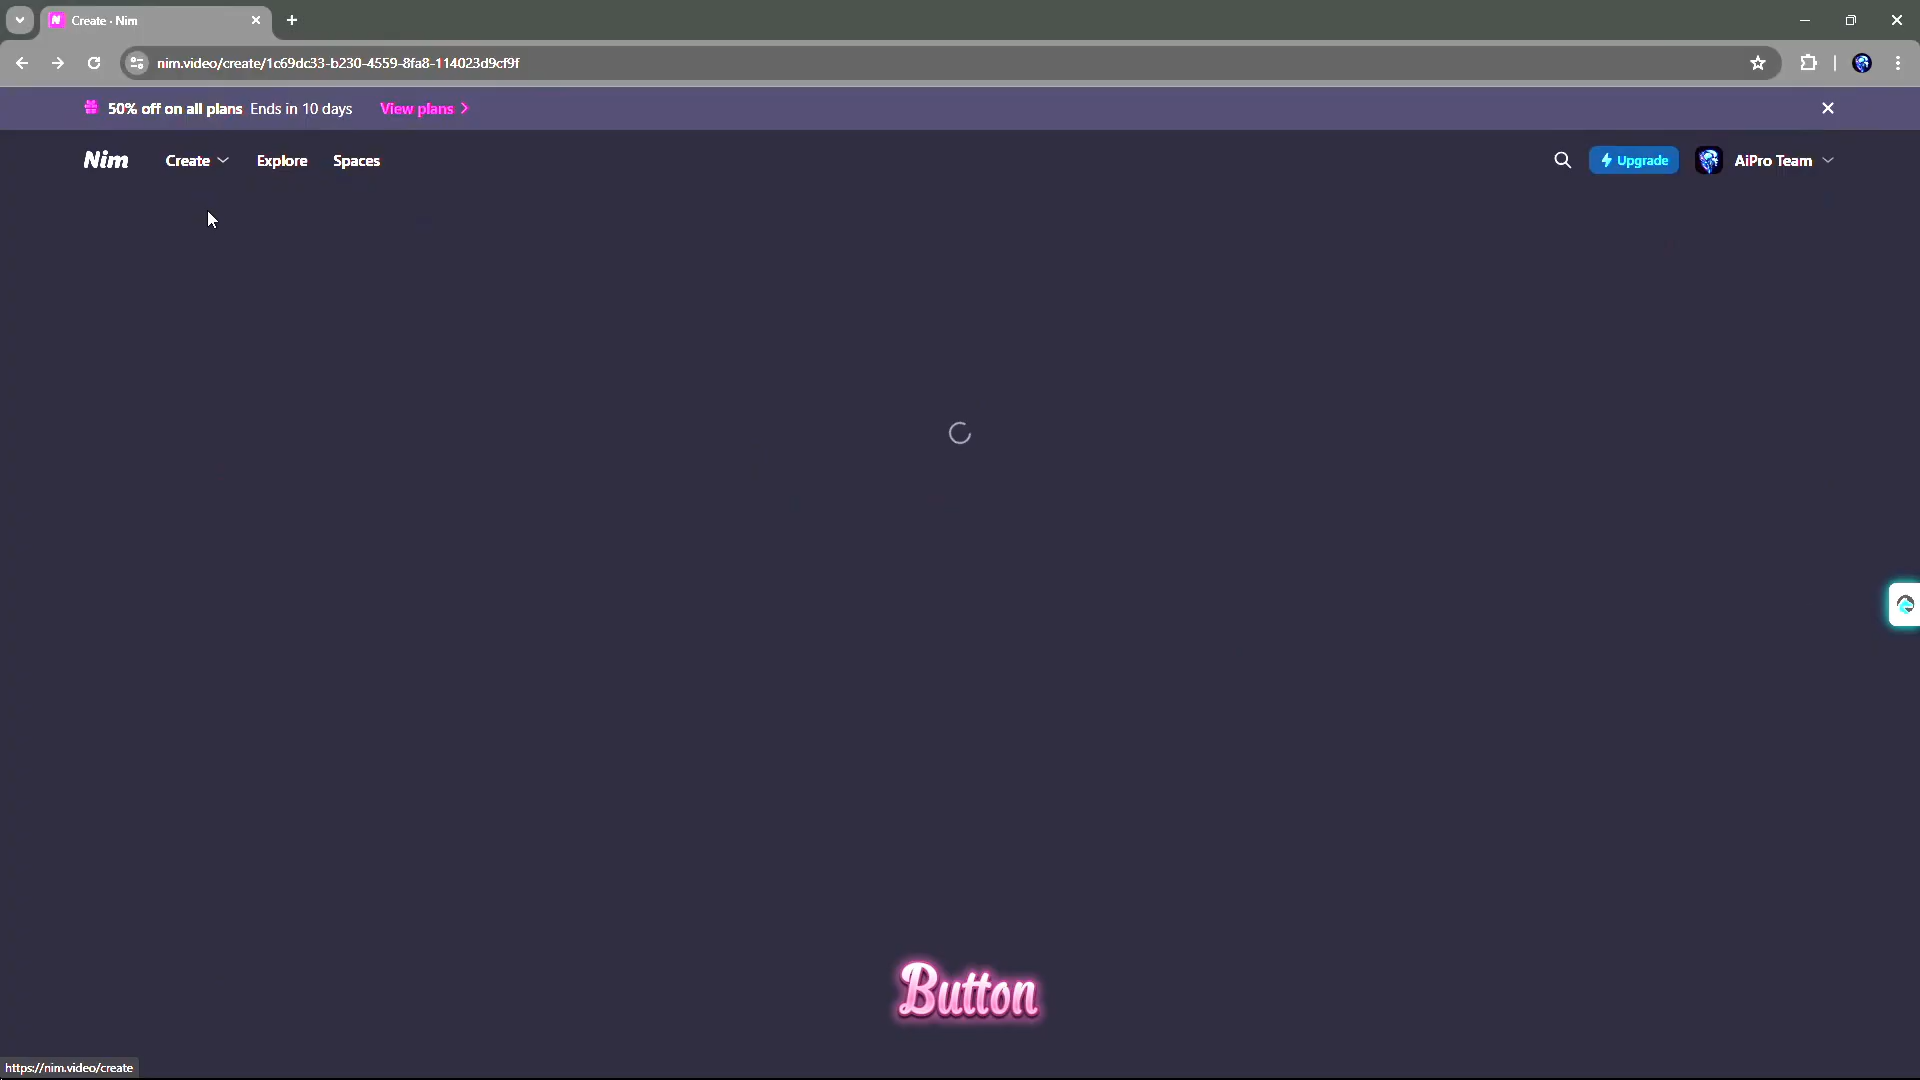 Create - Nim
nim.video/create/1c69dc33-b230-4559-8fa8-114023d9cf9f
50% off on all plans Ends in 10 days View plans
Nim Create Explore Spaces Upgrade AiPro Team
Button
https://nim.video/create